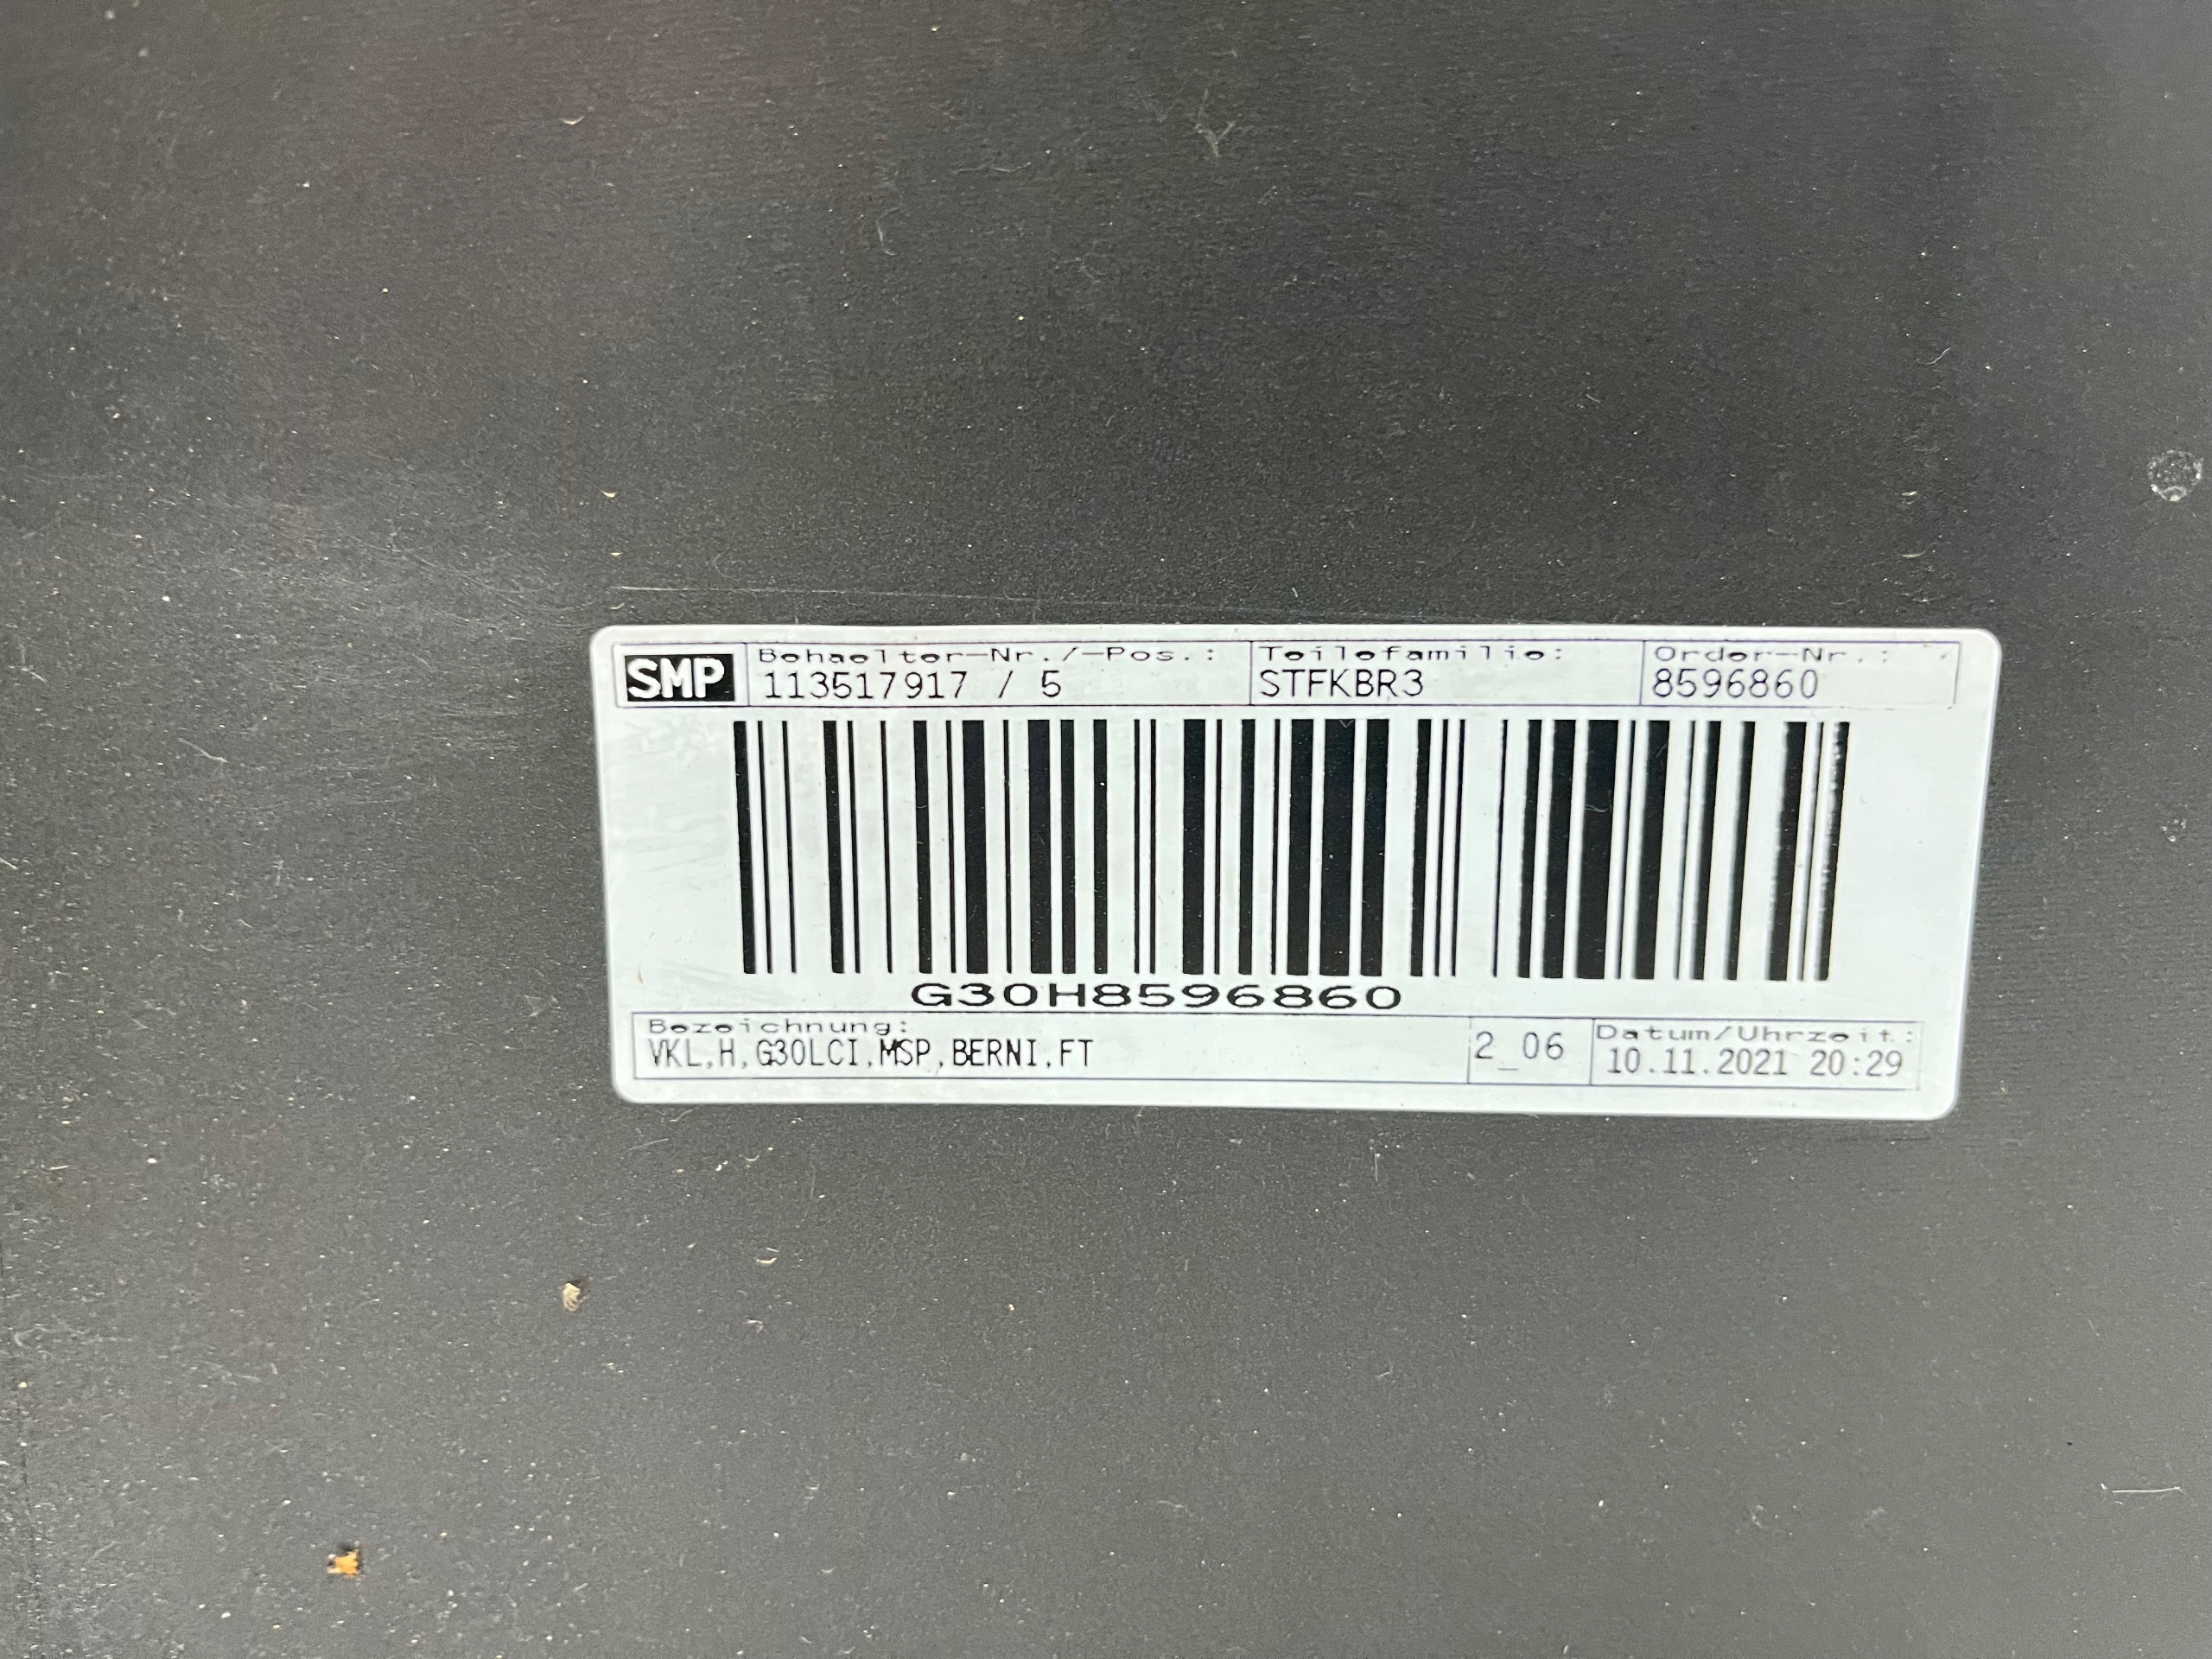 SMP
Behaelter-Nr./-Pos.: Teilefamilie: Order-Nr.:
113517917 / 5 STFKBR3 8596860
G30H8596860
Bezeichnung: Datum/Uhrzeit:
VKL,H,G30LCI,MSP,BERNI,FT 2_06 10.11.2021 20:29